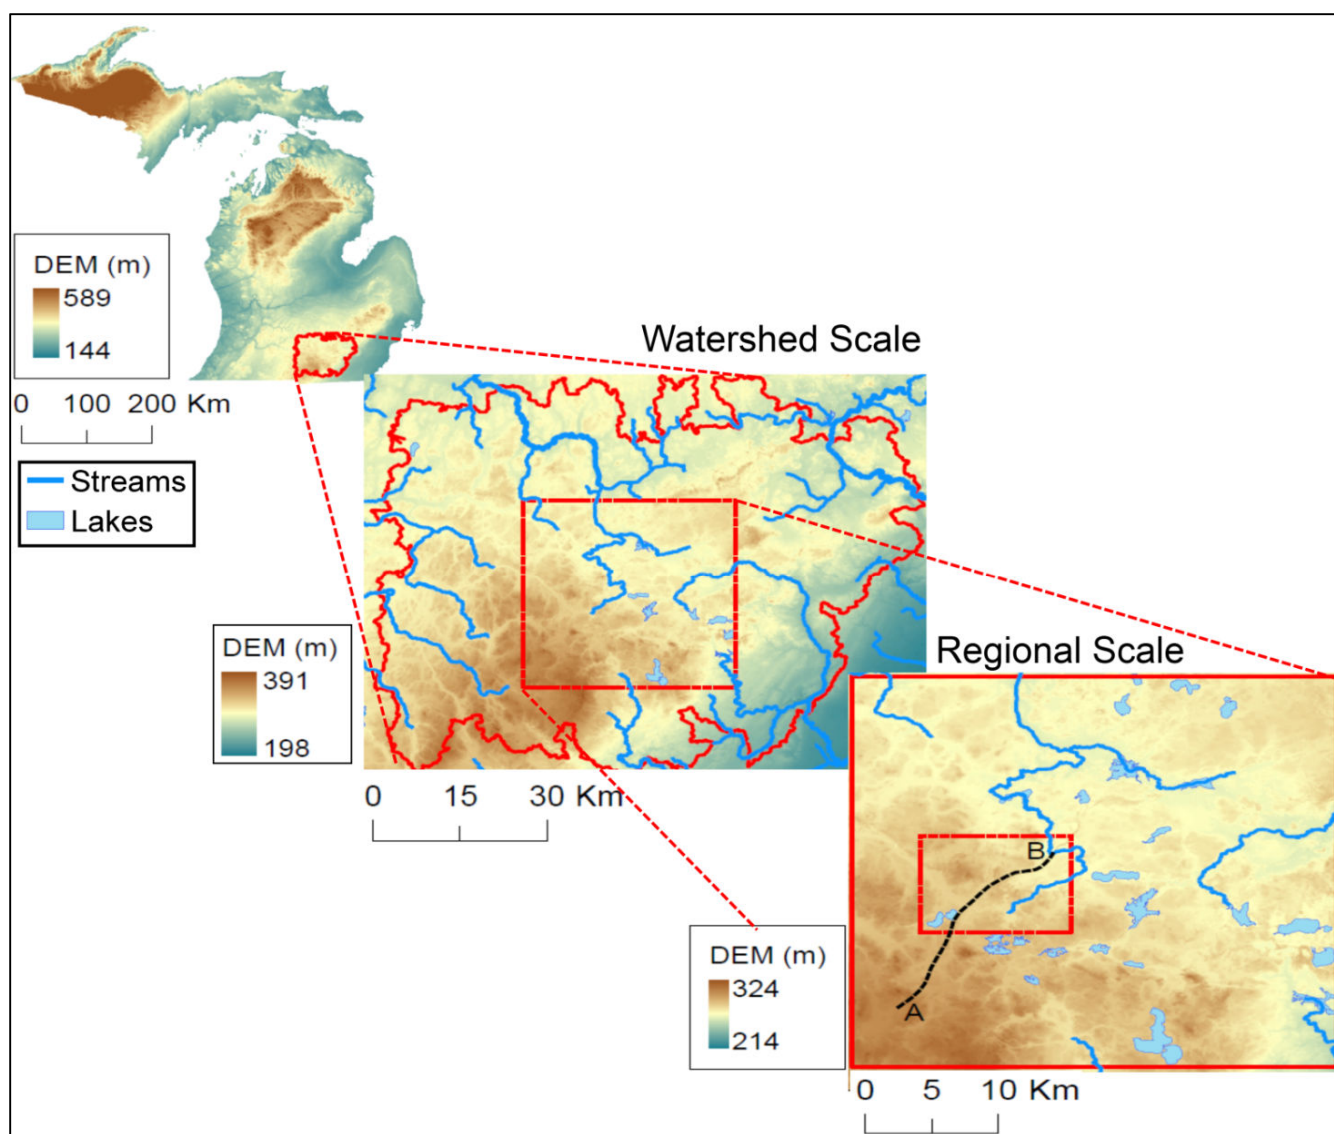 DEM (m)
589
144
0 100 200 Km
Streams
Lakes
Watershed Scale
DEM (m)
391
198
0 15 30 Km
Regional Scale
B
A
DEM (m)
324
214
0 5 10 Km